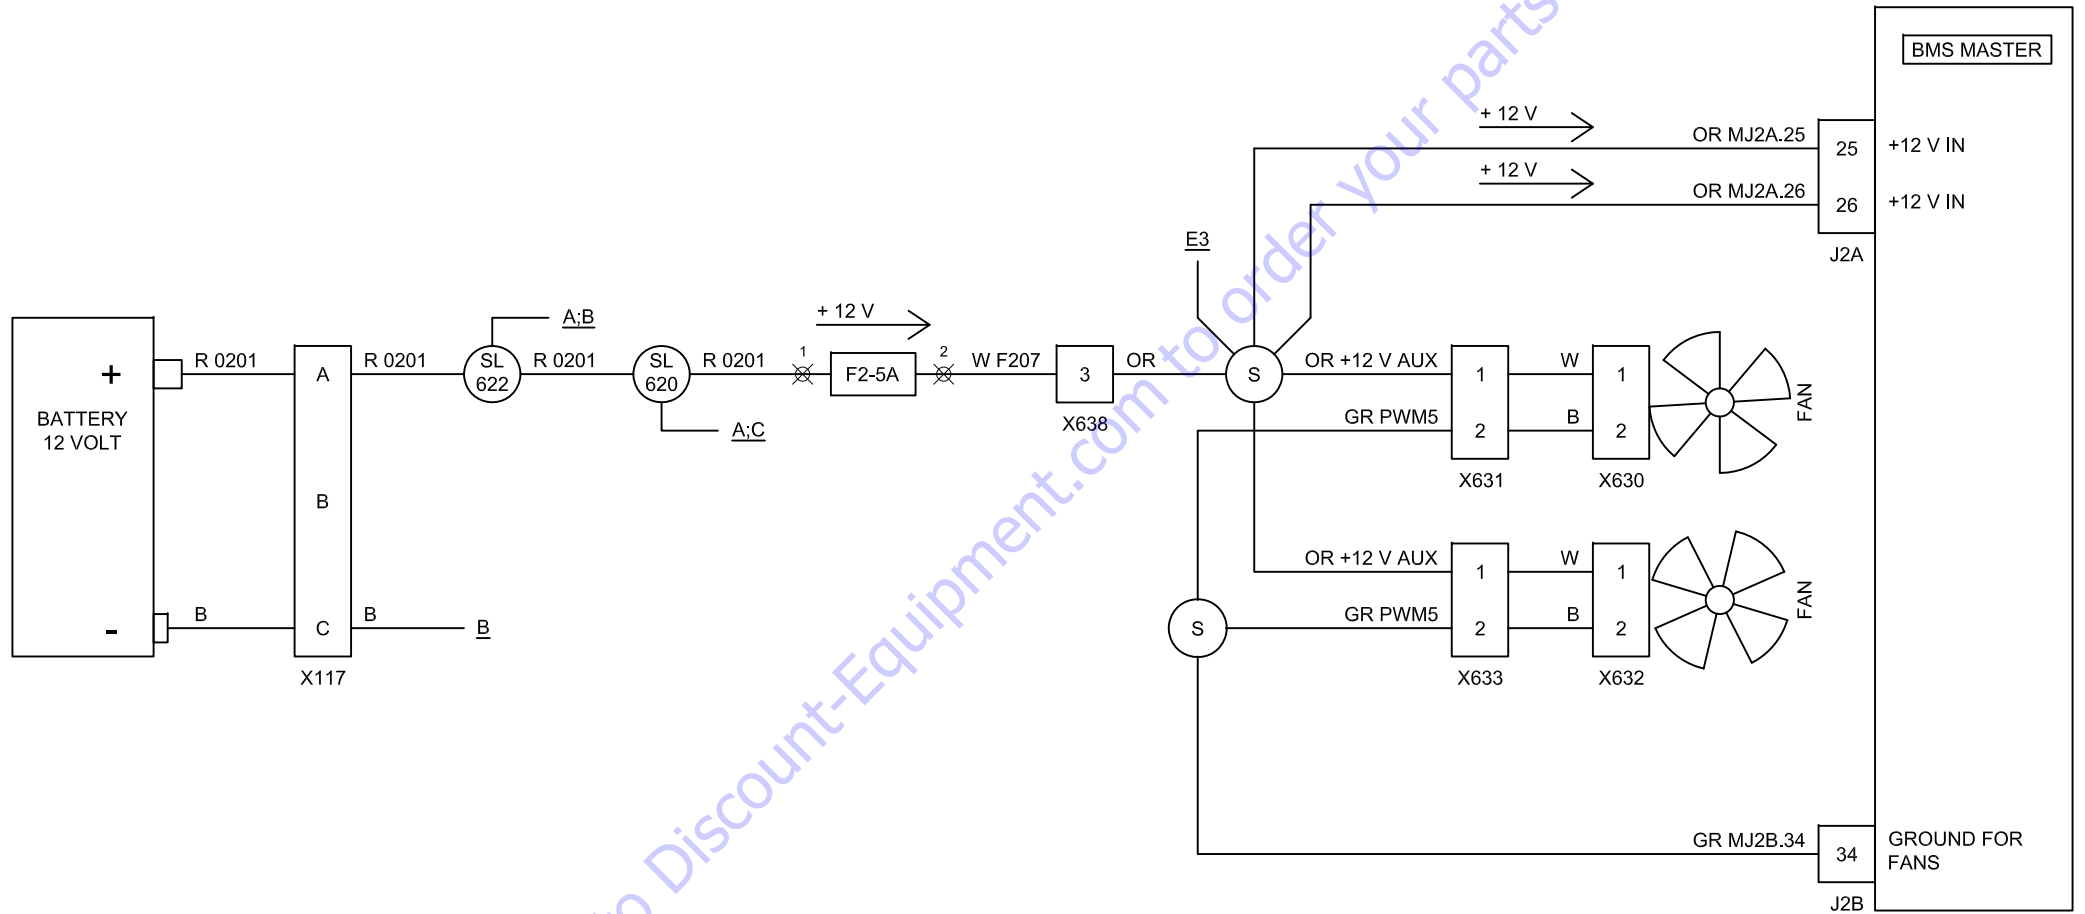 BMS MASTER
+ 12 V
OR MJ2A.25
25
+12 V IN
+ 12 V
OR MJ2A.26
26
+12 V IN
J2A
E3
A;B
+ 12 V
+
R 0201
A
R 0201
SL
622
R 0201
SL
620
R 0201
1
F2-5A
2
W F207
3
OR
S
OR +12 V AUX
1
W
1
FAN
BATTERY
12 VOLT
A;C
X638
GR PWM5
2
B
2
X631
X630
B
OR +12 V AUX
1
W
1
FAN
-
B
C
B
B
S
GR PWM5
2
B
2
X117
X633
X632
GR MJ2B.34
34
GROUND FOR
FANS
J2B
to Discount-Equipment.com to order your parts